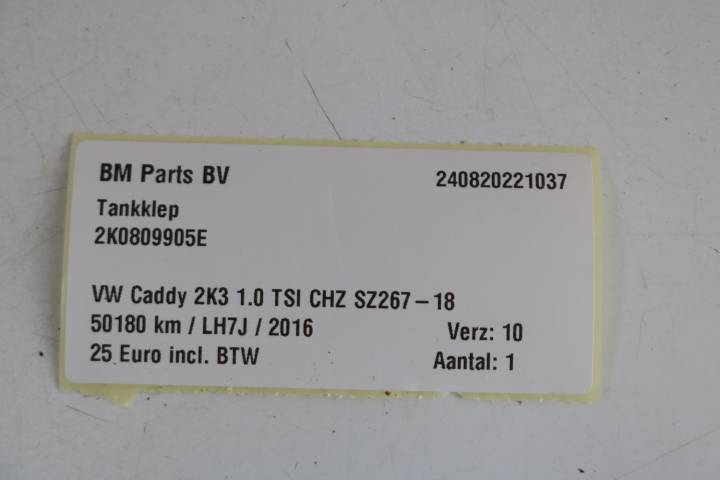 BM Parts BV 240820221037
Tankklep
2K0809905E
VW Caddy 2K3 1.0 TSI CHZ SZ267-18
50180 km / LH7J / 2016 Verz: 10
25 Euro incl. BTW Aantal: 1